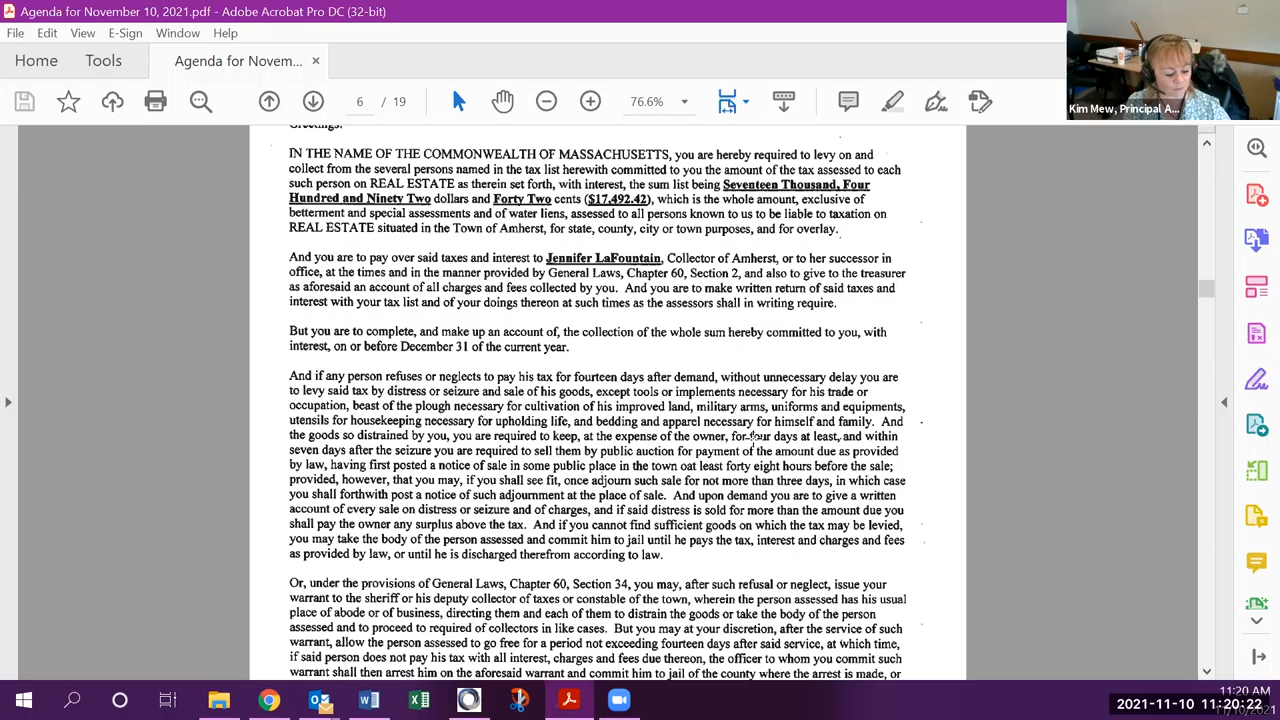 Agenda for November 10, 2021.pdf - Adobe Acrobat Pro DC (32-bit)
File Edit View E-Sign Window Help
Home Tools Agenda for Novem... ×
6 / 19 76.6%
Kim Mew, Principal A...
Greetings:
IN THE NAME OF THE COMMONWEALTH OF MASSACHUSETTS, you are hereby required to levy on and
collect from the several persons named in the tax list herewith committed to you the amount of the tax assessed to each
such person on REAL ESTATE as therein set forth, with interest, the sum list being Seventeen Thousand, Four
Hundred and Ninety Two dollars and Forty Two cents ($17,492.42), which is the whole amount, exclusive of
betterment and special assessments and of water liens, assessed to all persons known to us to be liable to taxation on
REAL ESTATE situated in the Town of Amherst, for state, county, city or town purposes, and for overlay.
And you are to pay over said taxes and interest to Jennifer LaFountain, Collector of Amherst, or to her successor in
office, at the times and in the manner provided by General Laws, Chapter 60, Section 2, and also to give to the treasurer
as aforesaid an account of all charges and fees collected by you. And you are to make written return of said taxes and
interest with your tax list and of your doings thereon at such times as the assessors shall in writing require.
But you are to complete, and make up an account of, the collection of the whole sum hereby committed to you, with
interest, on or before December 31 of the current year.
And if any person refuses or neglects to pay his tax for fourteen days after demand, without unnecessary delay you are
to levy said tax by distress or seizure and sale of his goods, except tools or implements necessary for his trade or
occupation, beast of the plough necessary for cultivation of his improved land, military arms, uniforms and equipments,
utensils for housekeeping necessary for upholding life, and bedding and apparel necessary for himself and family. And
the goods so distrained by you, you are required to keep, at the expense of the owner, for four days at least, and within
seven days after the seizure you are required to sell them by public auction for payment of the amount due as provided
by law, having first posted a notice of sale in some public place in the town oat least forty eight hours before the sale;
provided, however, that you may, if you shall see fit, once adjourn such sale for not more than three days, in which case
you shall forthwith post a notice of such adjournment at the place of sale. And upon demand you are to give a written
account of every sale on distress or seizure and of charges, and if said distress is sold for more than the amount due you
shall pay the owner any surplus above the tax. And if you cannot find sufficient goods on which the tax may be levied,
you may take the body of the person assessed and commit him to jail until he pays the tax, interest and charges and fees
as provided by law, or until he is discharged therefrom according to law.
Or, under the provisions of General Laws, Chapter 60, Section 34, you may, after such refusal or neglect, issue your
warrant to the sheriff or his deputy collector of taxes or constable of the town, wherein the person assessed has his usual
place of abode or of business, directing them and each of them to distrain the goods or take the body of the person
assessed and to proceed to required of collectors in like cases. But you may at your discretion, after the service of such
warrant, allow the person assessed to go free for a period not exceeding fourteen days after said service, at which time,
if said person does not pay his tax with all interest, charges and fees due thereon, the officer to whom you commit such
warrant shall then arrest him on the aforesaid warrant and commit him to jail of the county where the arrest is made, or
11:20 AM
2021-11-10 11:20:22